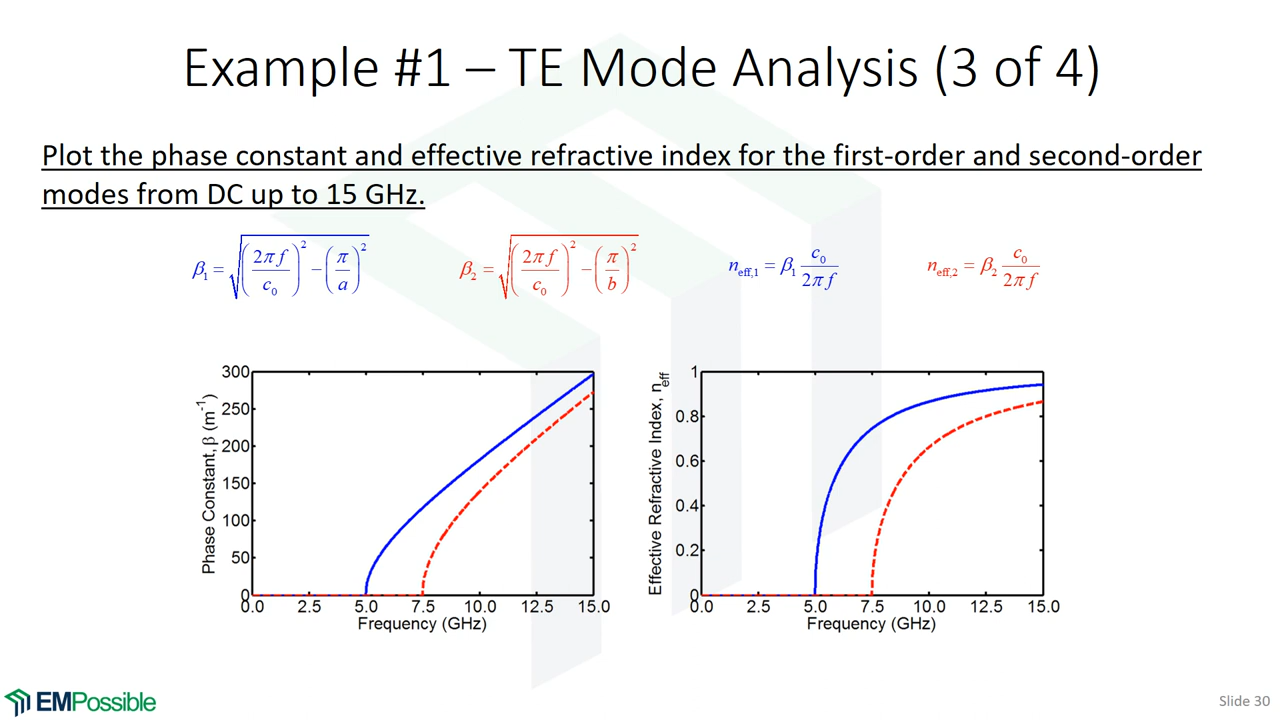 Example #1 – TE Mode Analysis (3 of 4)
Plot the phase constant and effective refractive index for the first-order and second-order
modes from DC up to 15 GHz.
β₁ = √((2πf/c₀)² − (π/a)²)
β₂ = √((2πf/c₀)² − (π/b)²)
n_eff,1 = β₁ c₀/2πf
n_eff,2 = β₂ c₀/2πf
Phase Constant, β (m⁻¹)
300
250
200
150
100
50
0
0.0 2.5 5.0 7.5 10.0 12.5 15.0
Frequency (GHz)
Effective Refractive Index, n_eff
1
0.8
0.6
0.4
0.2
0
0.0 2.5 5.0 7.5 10.0 12.5 15.0
Frequency (GHz)
EMPossible
Slide 30